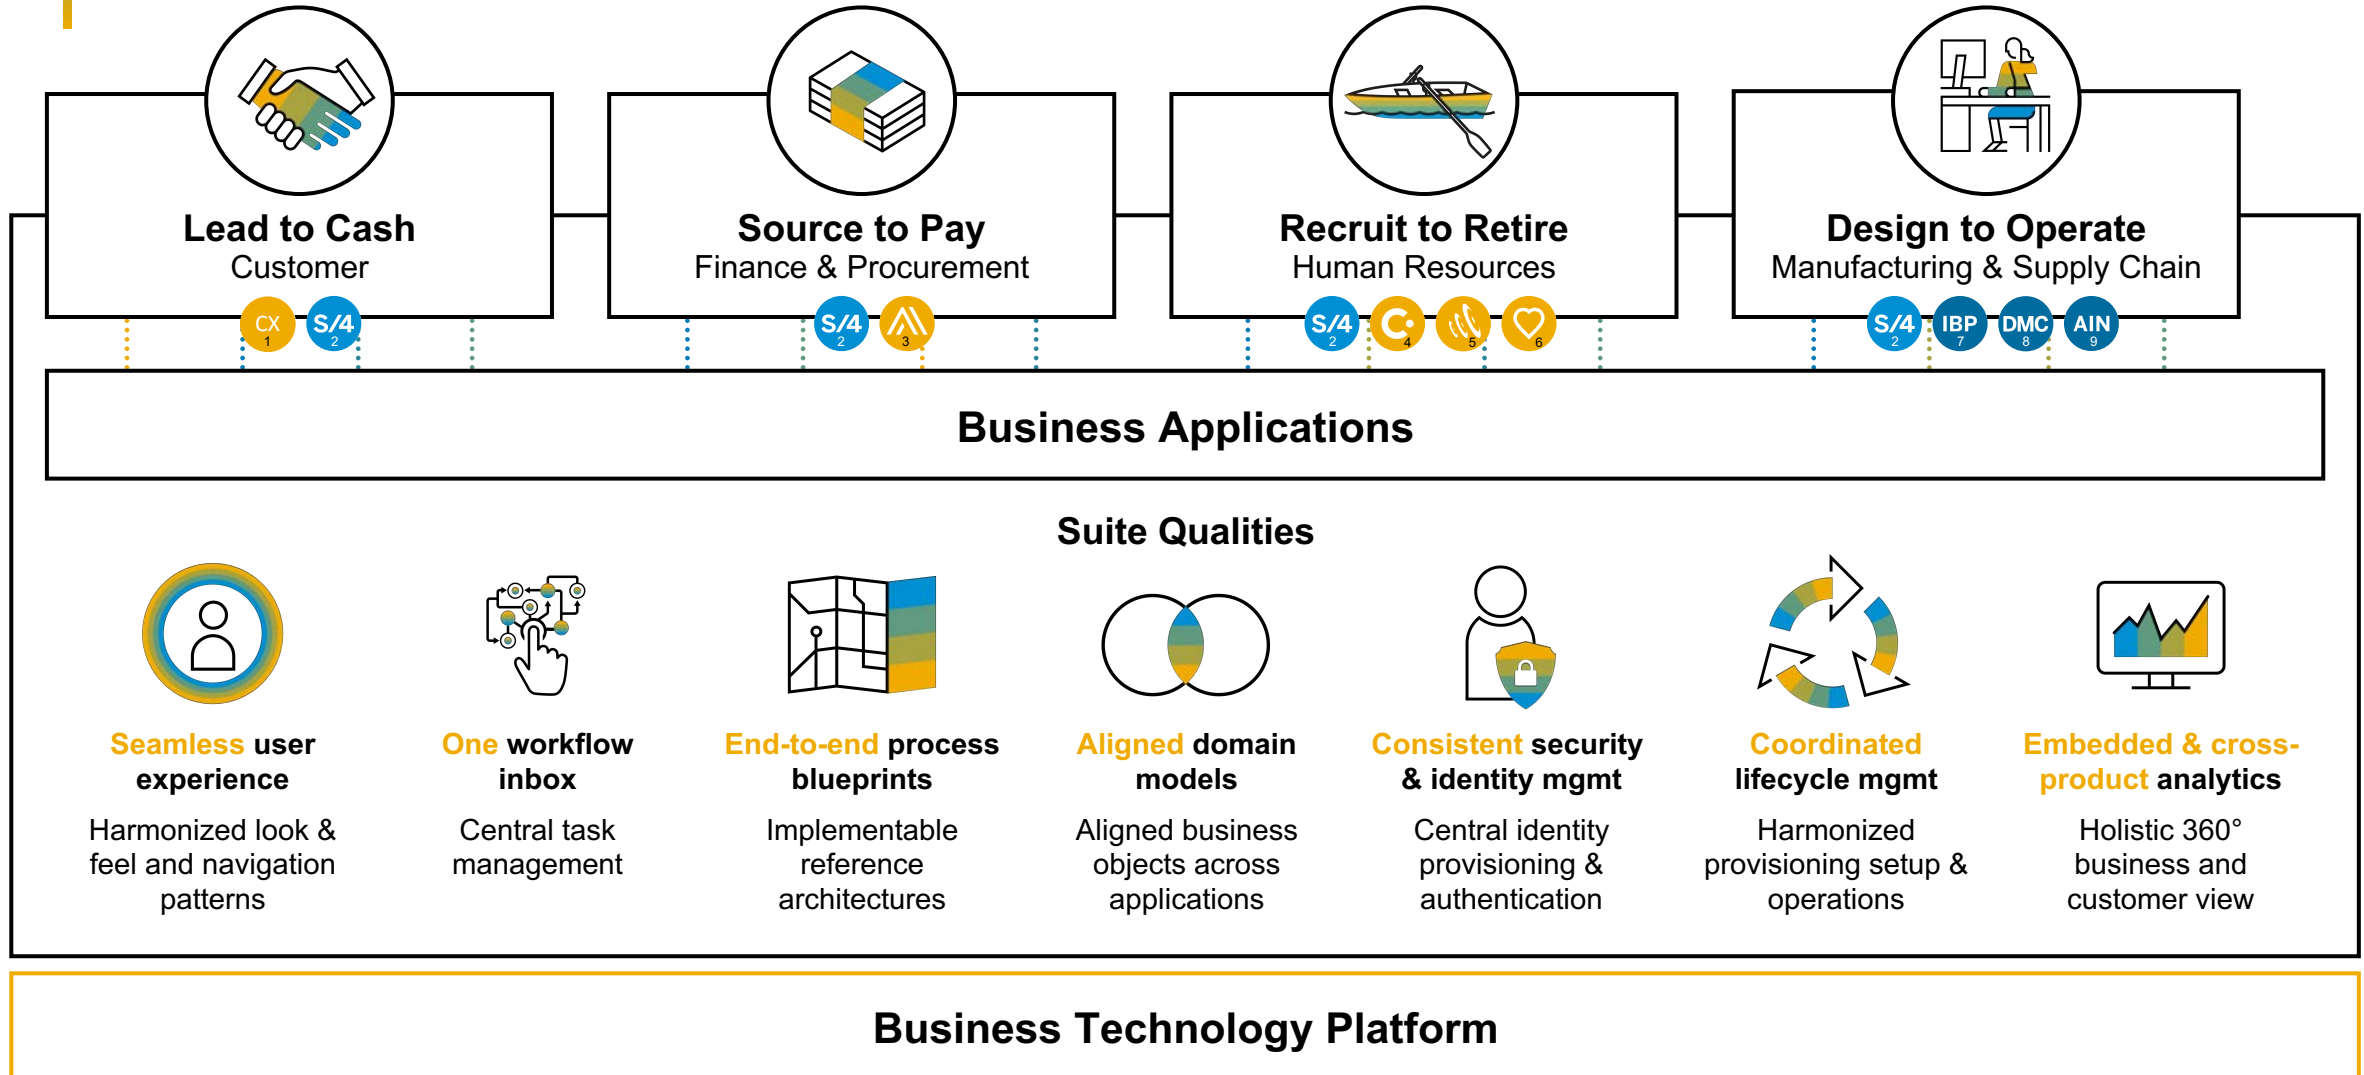 Lead to Cash
Customer
CX
1
S/4
2
Source to Pay
Finance & Procurement
S/4
2
3
Recruit to Retire
Human Resources
S/4
2
4
5
6
Design to Operate
Manufacturing & Supply Chain
S/4
2
IBP
7
DMC
8
AIN
9
Business Applications
Suite Qualities
Seamless user
experience
Harmonized look &
feel and navigation
patterns
One workflow
inbox
Central task
management
End-to-end process
blueprints
Implementable
reference
architectures
Aligned domain
models
Aligned business
objects across
applications
Consistent security
& identity mgmt
Central identity
provisioning &
authentication
Coordinated
lifecycle mgmt
Harmonized
provisioning setup &
operations
Embedded & cross-
product analytics
Holistic 360°
business and
customer view
Business Technology Platform